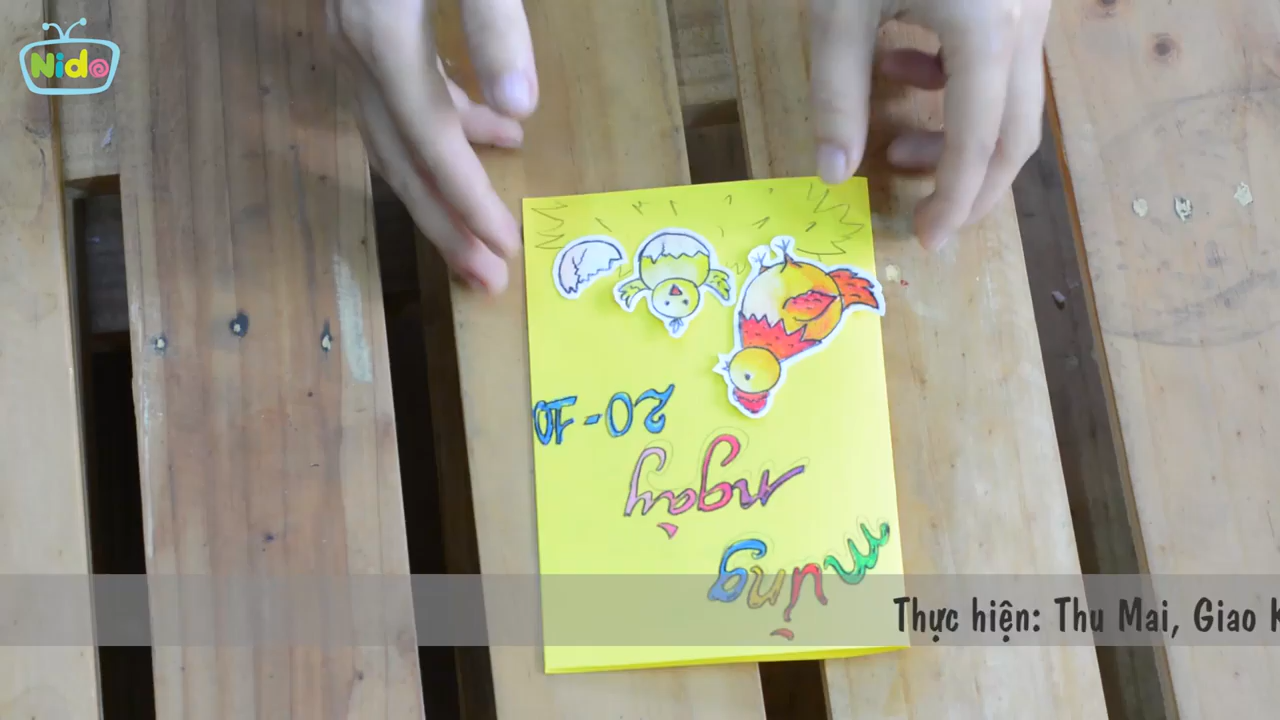 Nido
mừng
ngày
20-10
Thực hiện: Thu Mai, Giao